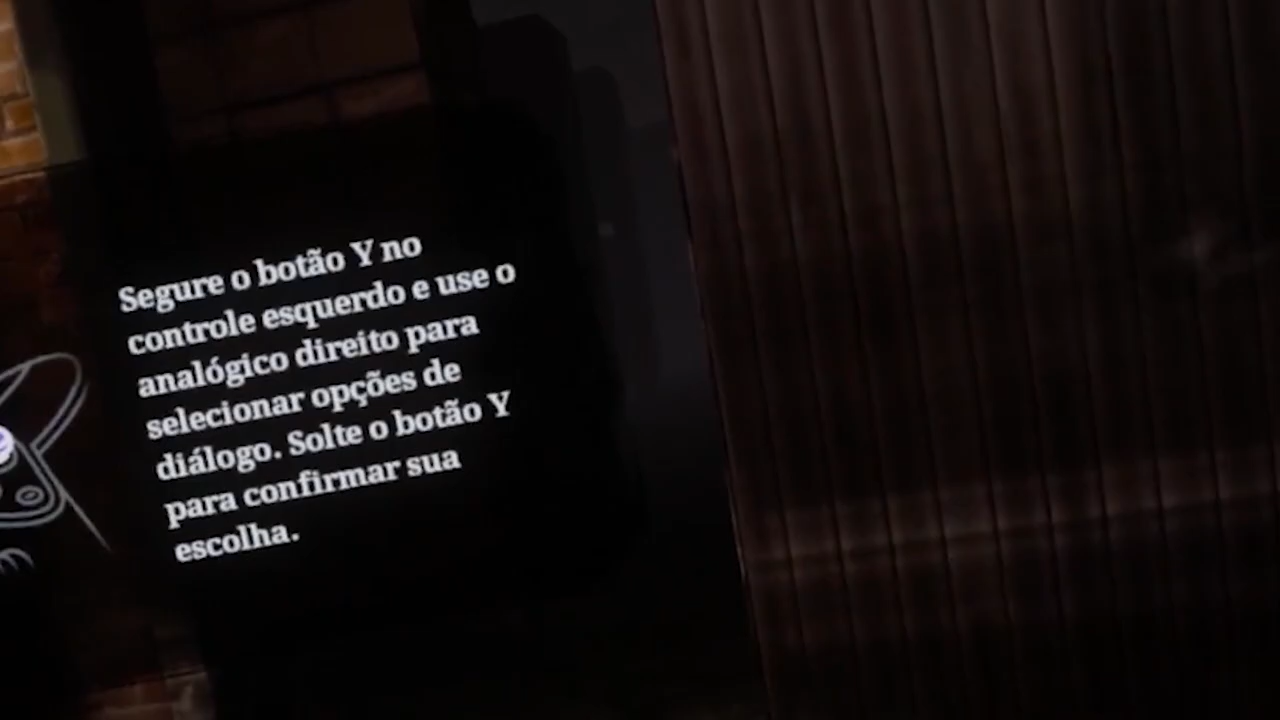 Segure o botão Y no
controle esquerdo e use o
analógico direito para
selecionar opções de
diálogo. Solte o botão Y
para confirmar sua
escolha.